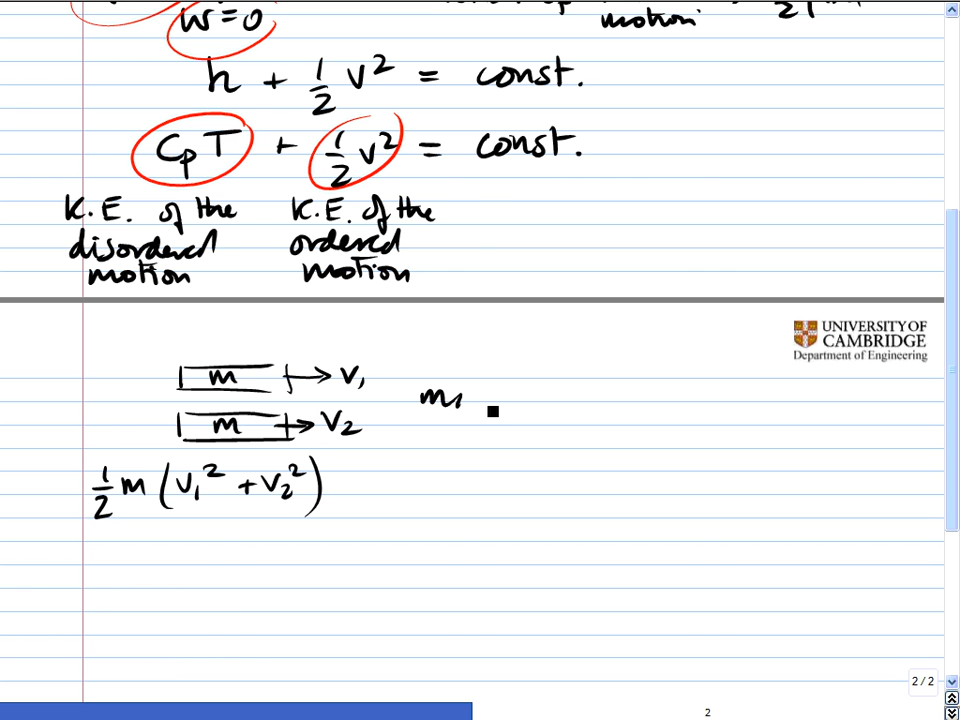 W = 0
motion
h + 1/2 v² = const.
CpT + 1/2 v² = const.
K.E. of the K.E. of the
disordered ordered
motion motion
UNIVERSITY OF
CAMBRIDGE
Department of Engineering
m → V₁
m → V₂
m
1/2 m (V₁² + V₂²)
2 / 2
2